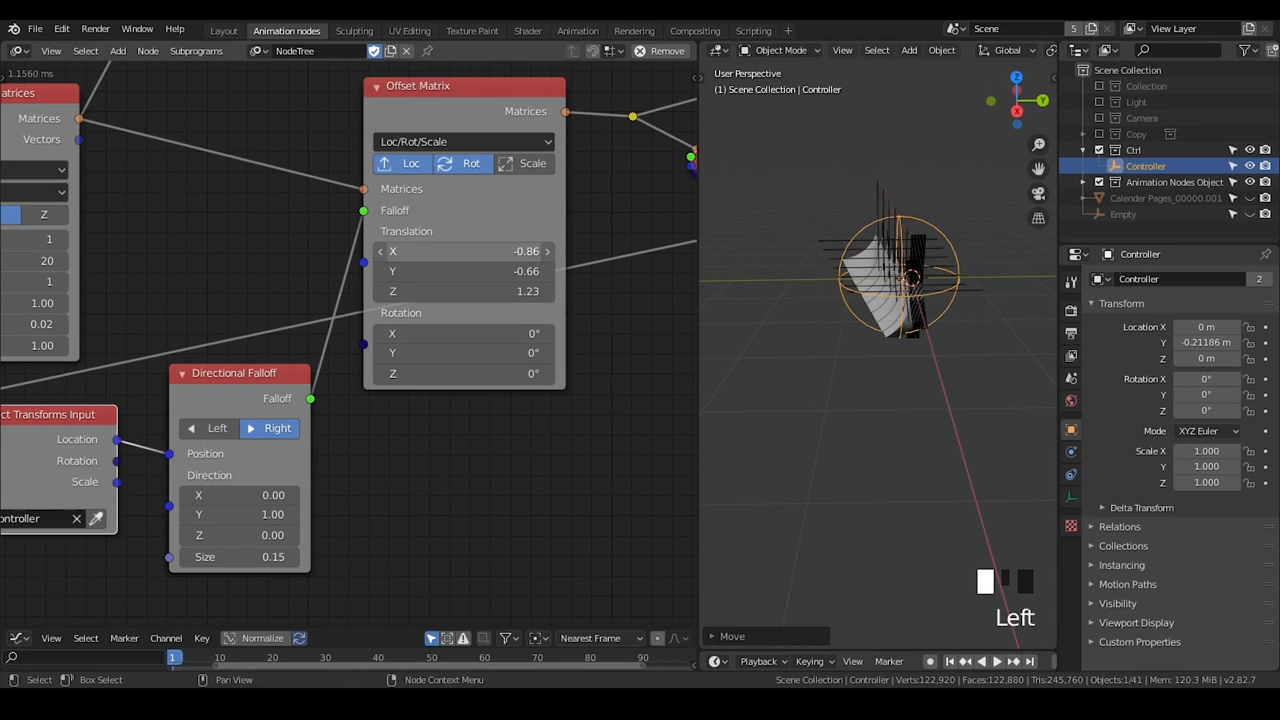 File Edit Render Window Help Layout Animation nodes Sculpting UV Editing Texture Paint Shader Animation Rendering Compositing Scripting + Scene 5 View Layer
View Select Add Node Subprograms NodeTree Remove Object Mode View Select Add Object Global
1.1560 ms
atrices
Matrices
Vectors
Z
1
20
1
1.00
0.02
1.00
Offset Matrix
Matrices
Loc/Rot/Scale
Loc Rot Scale
Matrices
Falloff
Translation
X -0.86
Y -0.66
Z 1.23
Rotation
X 0°
Y 0°
Z 0°
Directional Falloff
Falloff
Left Right
Position
Direction
X 0.00
Y 1.00
Z 0.00
Size 0.15
ct Transforms Input
Location
Rotation
Scale
ontroller
User Perspective
(1) Scene Collection | Controller
Z
Y
X
Left
Move
Scene Collection
Collection
Light
Camera
Copy
Ctrl
Controller
Animation Nodes Object
Calender Pages_00000.001
Empty
Controller
Controller 2
Transform
Location X 0 m
Y -0.21186 m
Z 0 m
Rotation X 0°
Y 0°
Z 0°
Mode XYZ Euler
Scale X 1.000
Y 1.000
Z 1.000
Delta Transform
Relations
Collections
Instancing
Motion Paths
Visibility
Viewport Display
Custom Properties
View Select Marker Channel Key Normalize Nearest Frame
1 10 20 30 40 50 60 70 80 90
Playback Keying View Marker
Select Box Select Pan View Node Context Menu Scene Collection | Controller | Verts:122,920 | Faces:122,880 | Tris:245,760 | Objects:1/41 | Mem: 120.3 MiB | v2.82.7